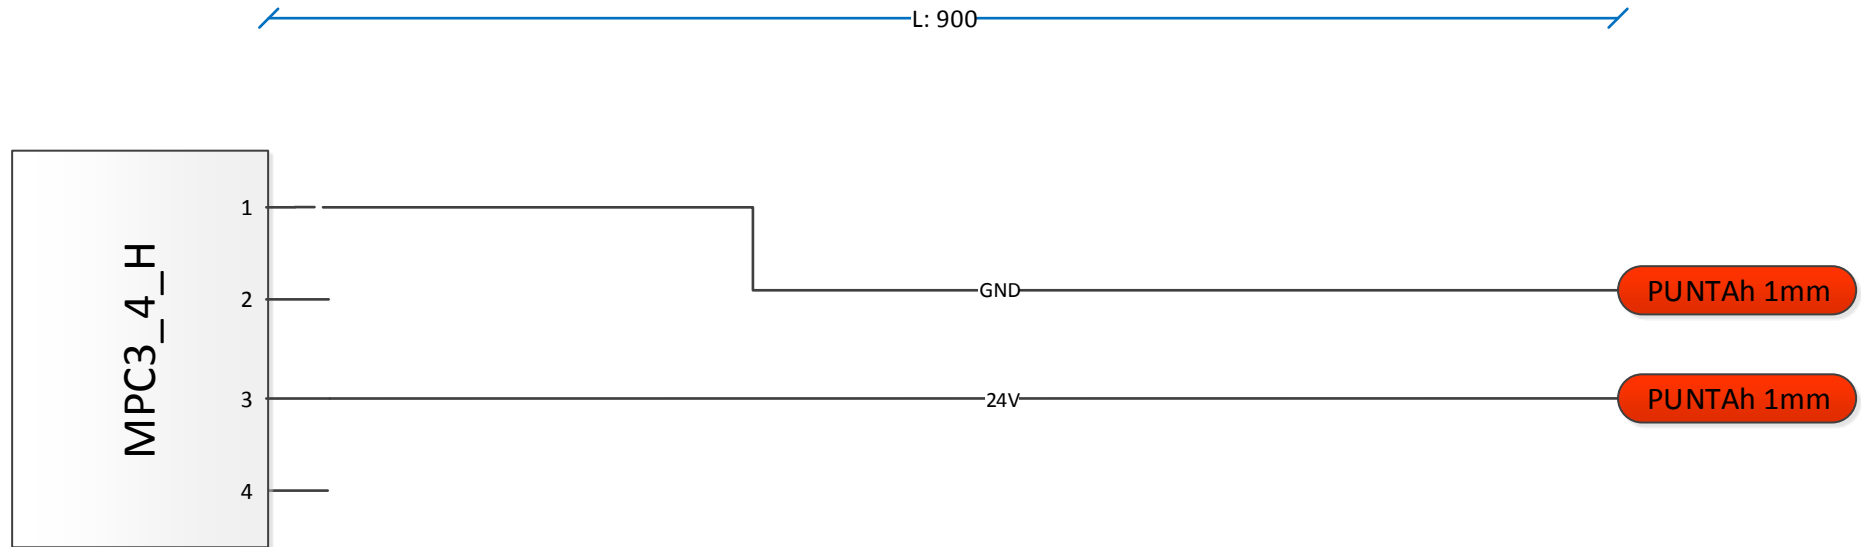 L: 900
MPC3_4_H
1
2
3
4
GND
PUNTAh 1mm
24V
PUNTAh 1mm